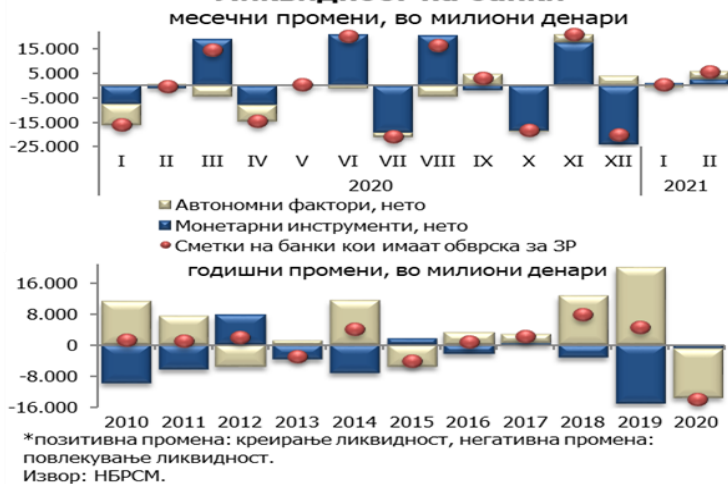 месечни промени, во милиони денари
15.000
5.000
-5.000
-15.000
-25.000
I II III IV V VI VII VIII IX X XI XII I II
2020 2021
Автономни фактори, нето
Монетарни инструменти, нето
Сметки на банки кои имаат обврска за ЗР
годишни промени, во милиони денари
16.000
8.000
0
-8.000
-16.000
2010 2011 2012 2013 2014 2015 2016 2017 2018 2019 2020
*позитивна промена: креирање ликвидност, негативна промена:
повлекување ликвидност.
Извор: НБРСМ.